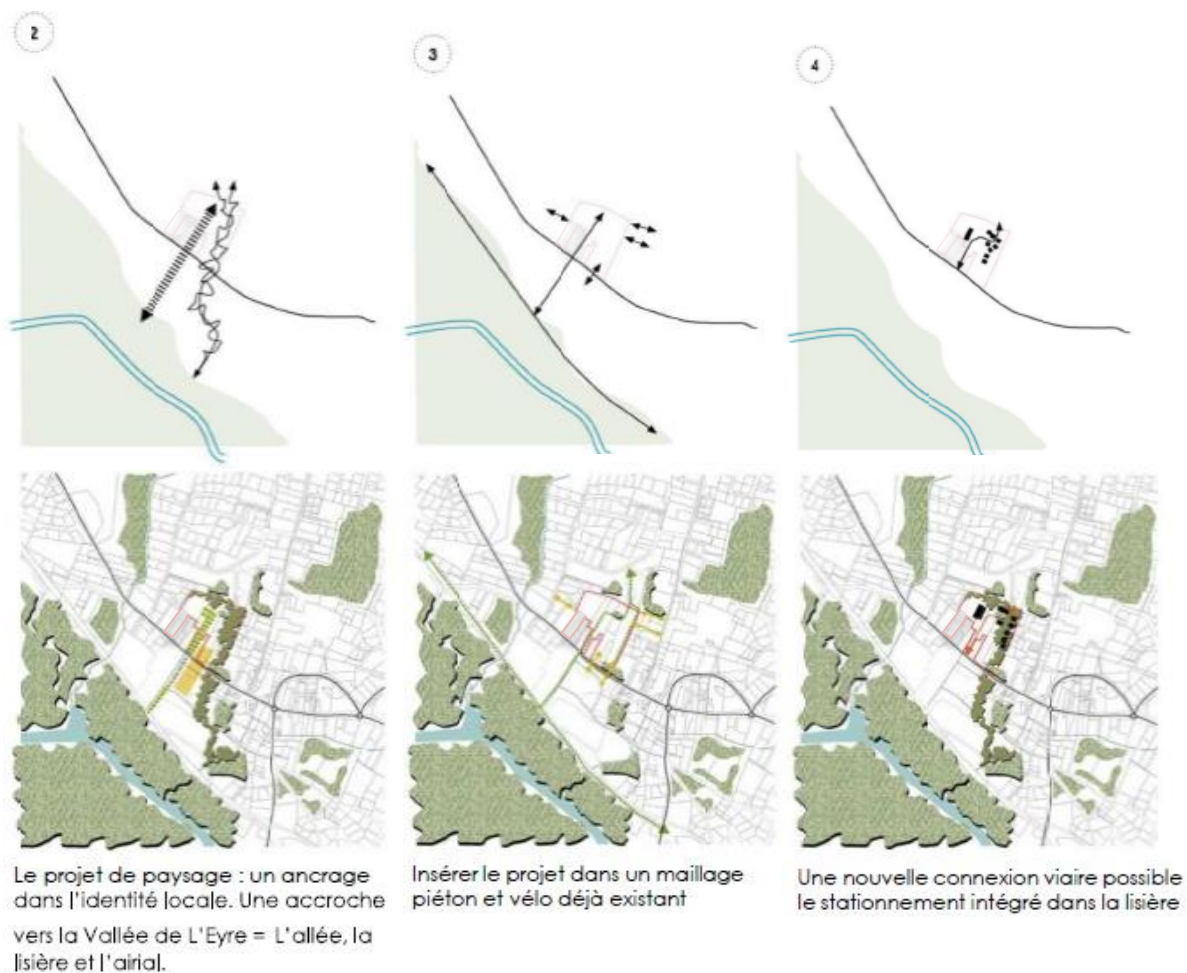 2
3
4
Le projet de paysage : un ancrage
dans l'identité locale. Une accroche
vers la Vallée de L'Eyre = L'allée, la
lisière et l'airial.
Insérer le projet dans un maillage
piéton et vélo déjà existant
Une nouvelle connexion viaire possible
le stationnement intégré dans la lisière